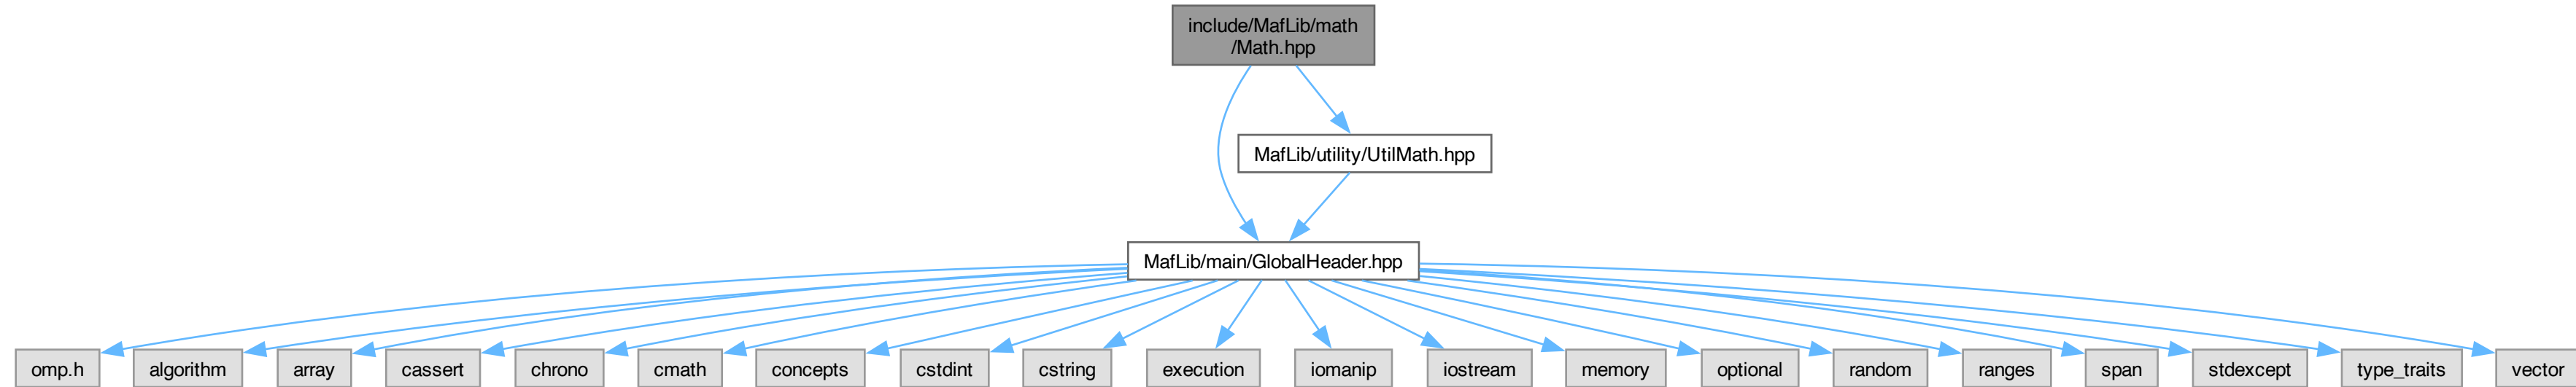 include/MafLib/math
/Math.hpp
MafLib/utility/UtilMath.hpp
MafLib/main/GlobalHeader.hpp
omp.h
algorithm
array
cassert
chrono
cmath
concepts
cstdint
cstring
execution
iomanip
iostream
memory
optional
random
ranges
span
stdexcept
type_traits
vector